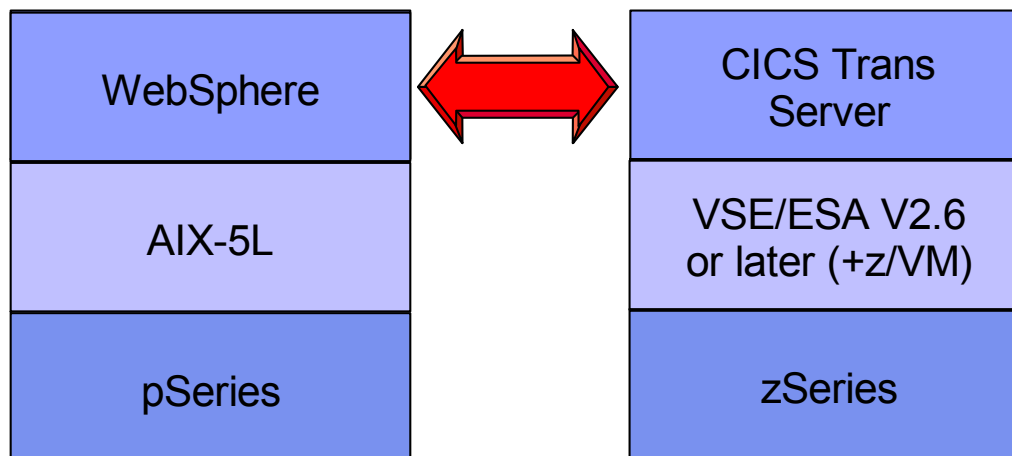 WebSphere
AIX-5L
pSeries
CICS Trans
Server
VSE/ESA V2.6
or later (+z/VM)
zSeries